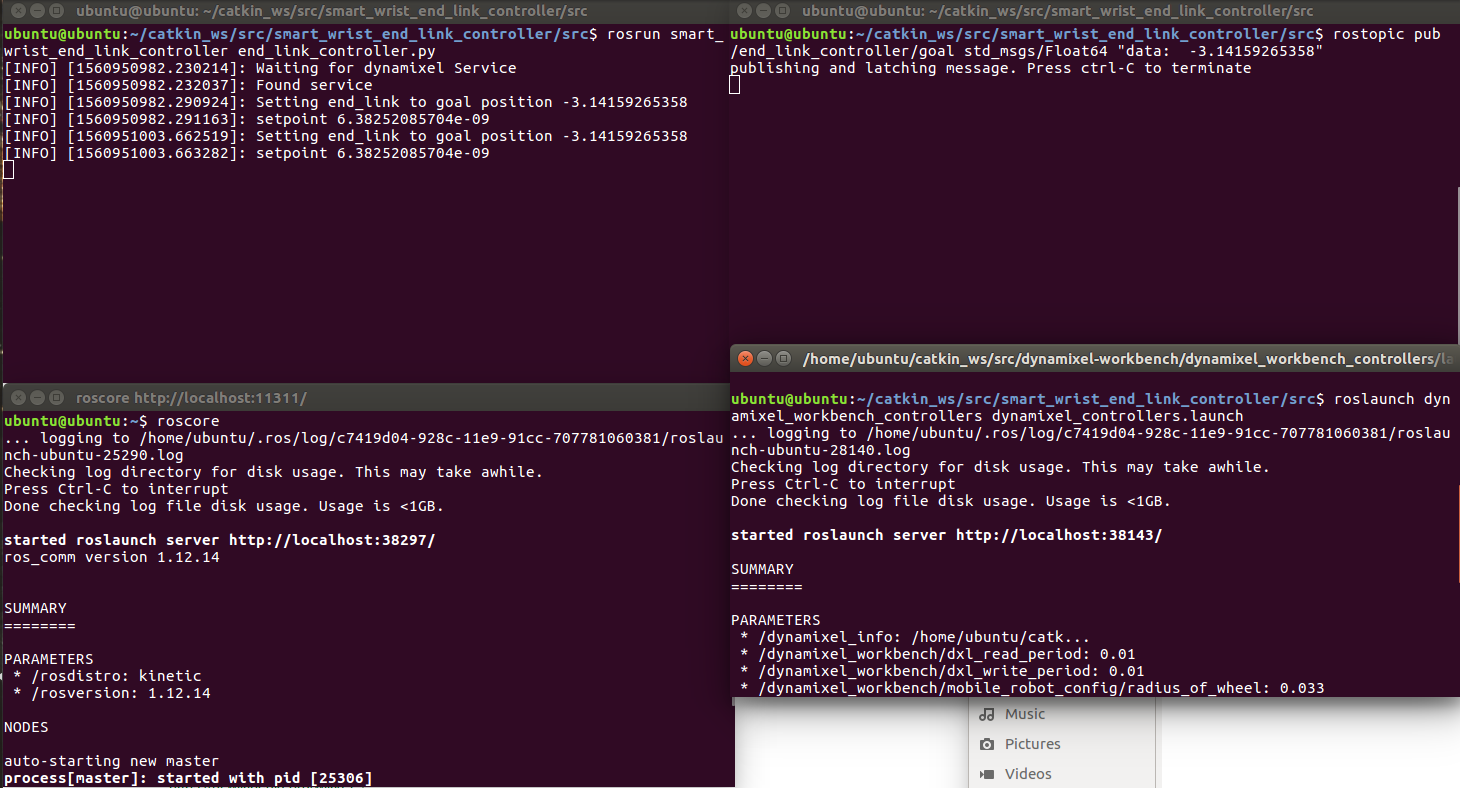 ubuntu@ubuntu: ~/catkin_ws/src/smart_wrist_end_link_controller/src
ubuntu@ubuntu:~/catkin_ws/src/smart_wrist_end_link_controller/src$ rosrun smart_
wrist_end_link_controller end_link_controller.py
[INFO] [1560950982.230214]: Waiting for dynamixel Service
[INFO] [1560950982.232037]: Found service
[INFO] [1560950982.290924]: Setting end_link to goal position -3.14159265358
[INFO] [1560950982.291163]: setpoint 6.38252085704e-09
[INFO] [1560951003.662519]: Setting end_link to goal position -3.14159265358
[INFO] [1560951003.663282]: setpoint 6.38252085704e-09
ubuntu@ubuntu: ~/catkin_ws/src/smart_wrist_end_link_controller/src
ubuntu@ubuntu:~/catkin_ws/src/smart_wrist_end_link_controller/src$ rostopic pub
/end_link_controller/goal std_msgs/Float64 "data:  -3.14159265358"
publishing and latching message. Press ctrl-C to terminate
roscore http://localhost:11311/
ubuntu@ubuntu:~$ roscore
... logging to /home/ubuntu/.ros/log/c7419d04-928c-11e9-91cc-707781060381/roslau
nch-ubuntu-25290.log
Checking log directory for disk usage. This may take awhile.
Press Ctrl-C to interrupt
Done checking log file disk usage. Usage is <1GB.
started roslaunch server http://localhost:38297/
ros_comm version 1.12.14
SUMMARY
========
PARAMETERS
 * /rosdistro: kinetic
 * /rosversion: 1.12.14
NODES
auto-starting new master
process[master]: started with pid [25306]
/home/ubuntu/catkin_ws/src/dynamixel-workbench/dynamixel_workbench_controllers/la
ubuntu@ubuntu:~/catkin_ws/src/smart_wrist_end_link_controller/src$ roslaunch dyn
amixel_workbench_controllers dynamixel_controllers.launch
... logging to /home/ubuntu/.ros/log/c7419d04-928c-11e9-91cc-707781060381/roslau
nch-ubuntu-28140.log
Checking log directory for disk usage. This may take awhile.
Press Ctrl-C to interrupt
Done checking log file disk usage. Usage is <1GB.
started roslaunch server http://localhost:38143/
SUMMARY
========
PARAMETERS
 * /dynamixel_info: /home/ubuntu/catk...
 * /dynamixel_workbench/dxl_read_period: 0.01
 * /dynamixel_workbench/dxl_write_period: 0.01
 * /dynamixel_workbench/mobile_robot_config/radius_of_wheel: 0.033
Music
Pictures
Videos